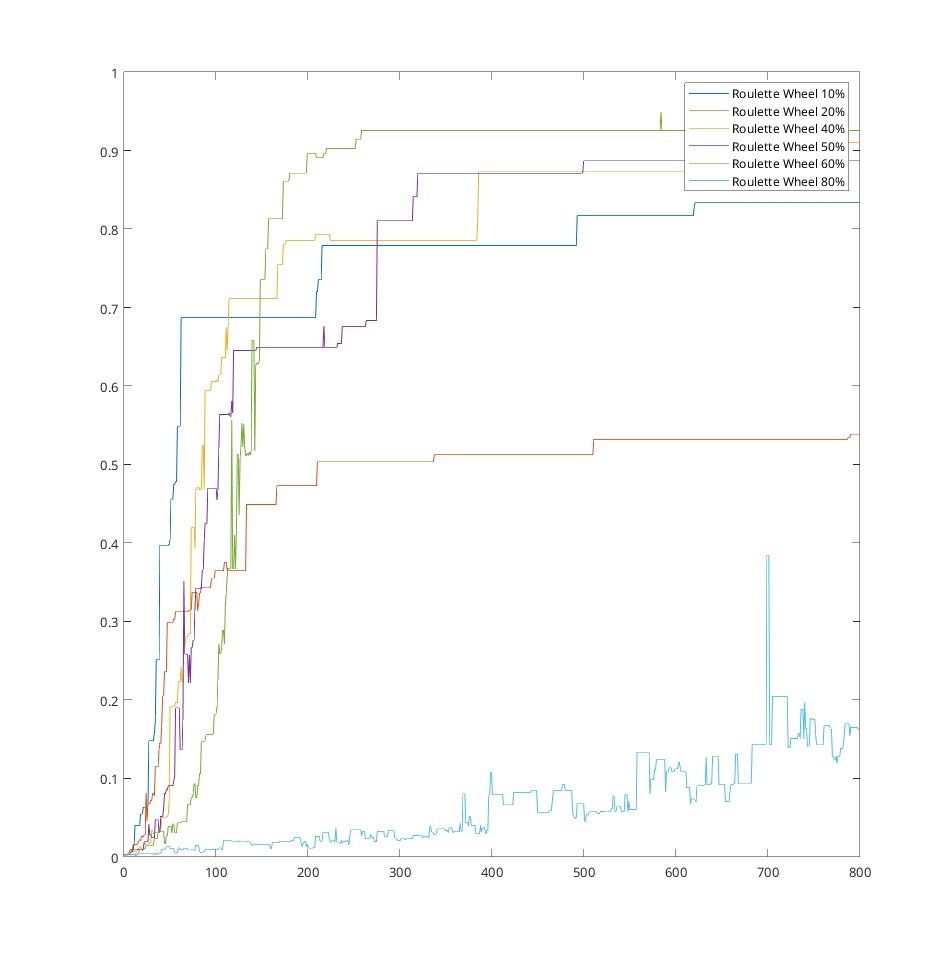 1
0.9
0.8
0.7
0.6
0.5
0.4
0.3
0.2
0.1
0
0 100 200 300 400 500 600 700 800
Roulette Wheel 10%
Roulette Wheel 20%
Roulette Wheel 40%
Roulette Wheel 50%
Roulette Wheel 60%
Roulette Wheel 80%